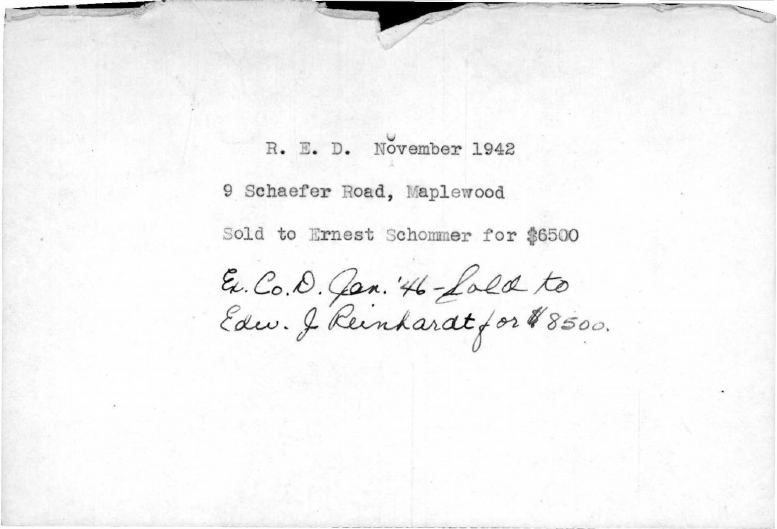 R. E. D. November 1942
9 Schaefer Road, Maplewood
Sold to Ernest Schommer for $6500
Ex. Co. D. Jan. '46 - Sold to
Edw. J Reinhardt for $8500.